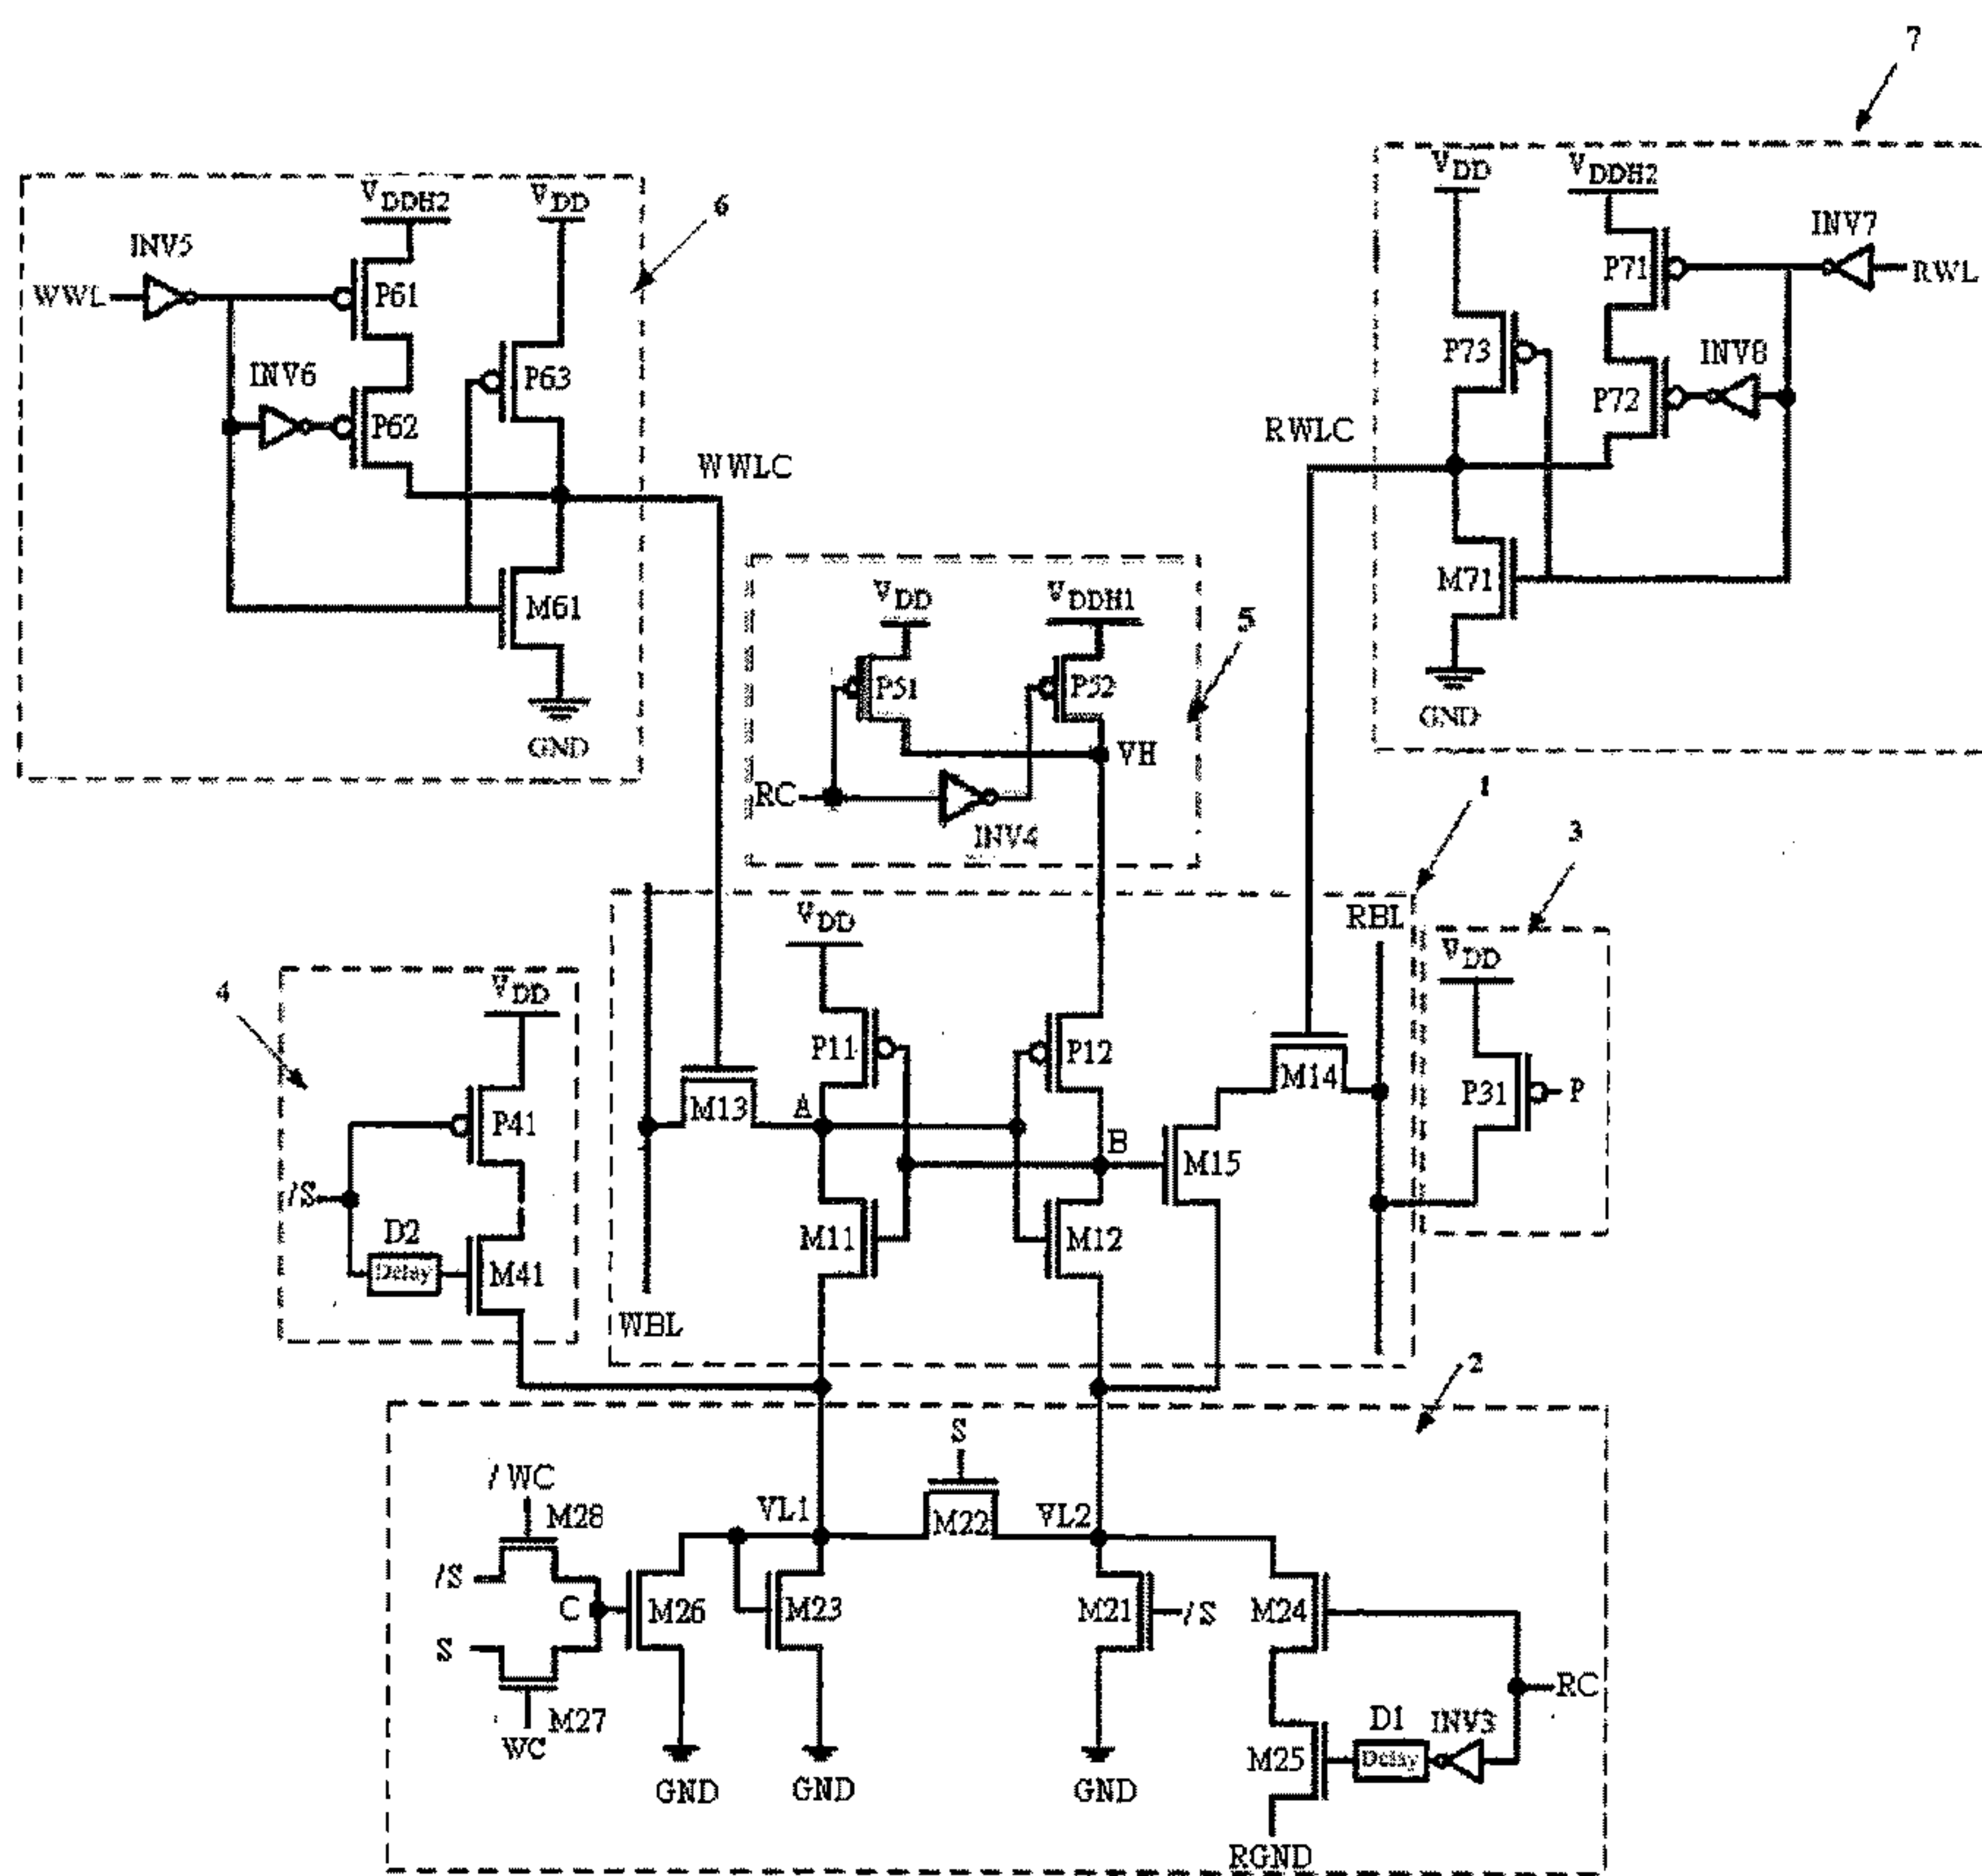 7
VDD
VDDH2
INV7
P71
RWL
P73
INV8
P72
RWLC
M71
GND
VDDH2
VDD
6
INV5
WWL
P61
P63
INV6
P62
WWLC
M61
GND
VDD
VDDH1
5
P51
P52
VH
RC
INV4
1
3
VDD
RBL
VDD
4
VDD
P11
P12
M14
P31
P
M13
A
B
M15
P41
/S
D2
Delay
M41
M11
M12
WBL
2
S
/WC
M28
VL1
M22
VL2
/S
C
M26
M23
M21
/S
M24
S
M27
WC
RC
D1
INV3
M25
Delay
GND
GND
GND
RGND